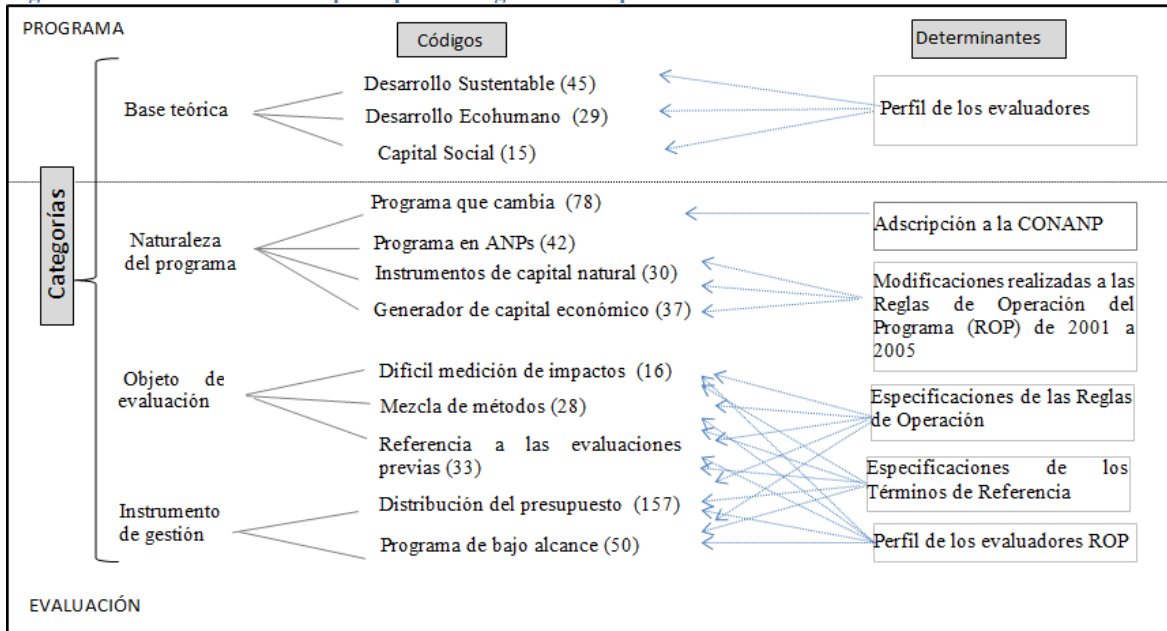 PROGRAMA
Códigos
Determinantes
Categorías
Base teórica
Desarrollo Sustentable (45)
Desarrollo Ecohumano (29)
Capital Social (15)
Perfil de los evaluadores
Naturaleza
del programa
Programa que cambia (78)
Programa en ANPs (42)
Instrumentos de capital natural (30)
Generador de capital económico (37)
Adscripción a la CONANP
Modificaciones realizadas a las
Reglas de Operación del
Programa (ROP) de 2001 a
2005
Objeto de
evaluación
Difícil medición de impactos (16)
Mezcla de métodos (28)
Referencia a las evaluaciones
previas (33)
Especificaciones de las Reglas
de Operación
Especificaciones de los
Términos de Referencia
Instrumento
de gestión
Distribución del presupuesto (157)
Programa de bajo alcance (50)
Perfil de los evaluadores ROP
EVALUACIÓN